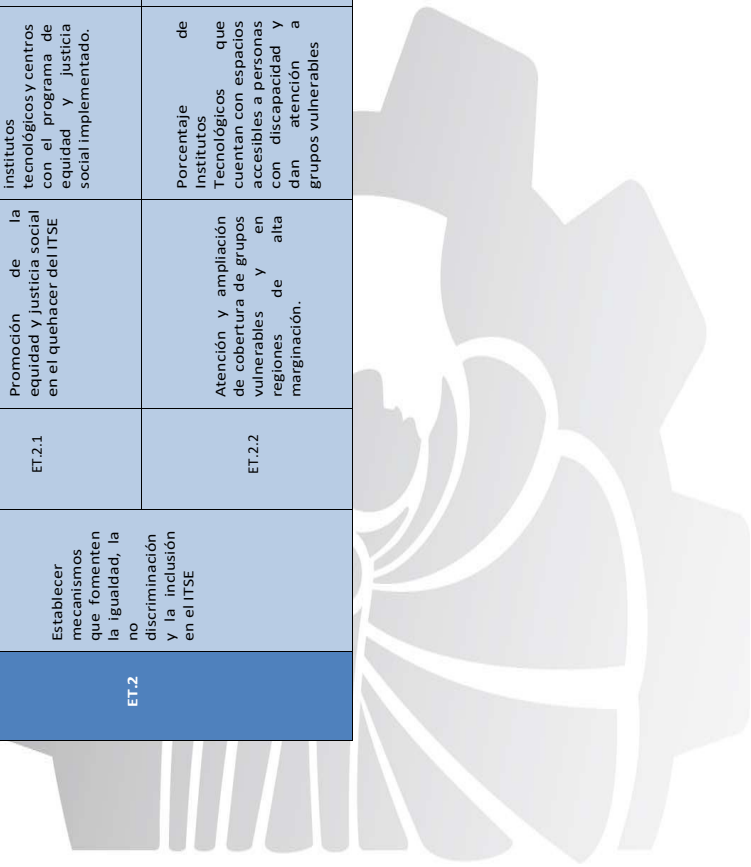 ET.2
Establecer
mecanismos
que fomenten
la igualdad, la
no
discriminación
y la inclusión
en el ITSE
ET.2.1
Promoción de la
equidad y justicia social
en el quehacer del ITSE
institutos
tecnológicos y centros
con el programa de
equidad y justicia
social implementado.
ET.2.2
Atención y ampliación
de cobertura de grupos
vulnerables y en
regiones de alta
marginación.
Porcentaje de
Institutos
Tecnológicos que
cuentan con espacios
accesibles a personas
con discapacidad y
dan atención a
grupos vulnerables